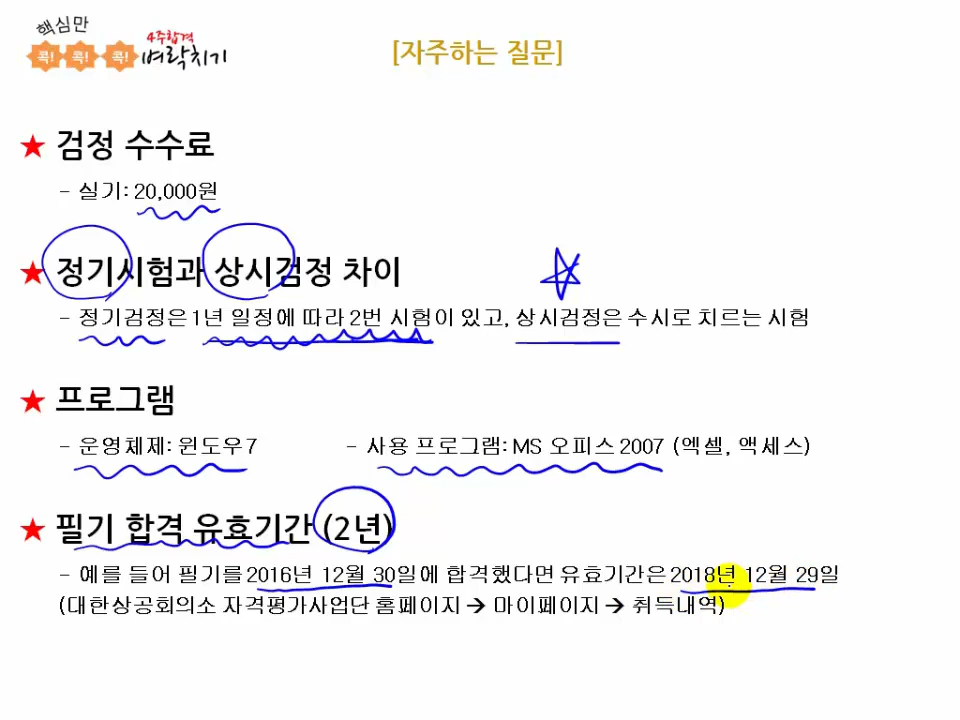 핵심만
콕! 콕! 콕! 4주합격 벼락치기
[자주하는 질문]
★ 검정 수수료
- 실기: 20,000원
★ 정기시험과 상시검정 차이
- 정기검정은 1년 일정에 따라 2번 시험이 있고, 상시검정은 수시로 치르는 시험
★ 프로그램
- 운영체제: 윈도우7 - 사용 프로그램: MS 오피스 2007 (엑셀, 액세스)
★ 필기 합격 유효기간 (2년)
- 예를 들어 필기를 2016년 12월 30일에 합격했다면 유효기간은 2018년 12월 29일
(대한상공회의소 자격평가사업단 홈페이지 → 마이페이지 → 취득내역)